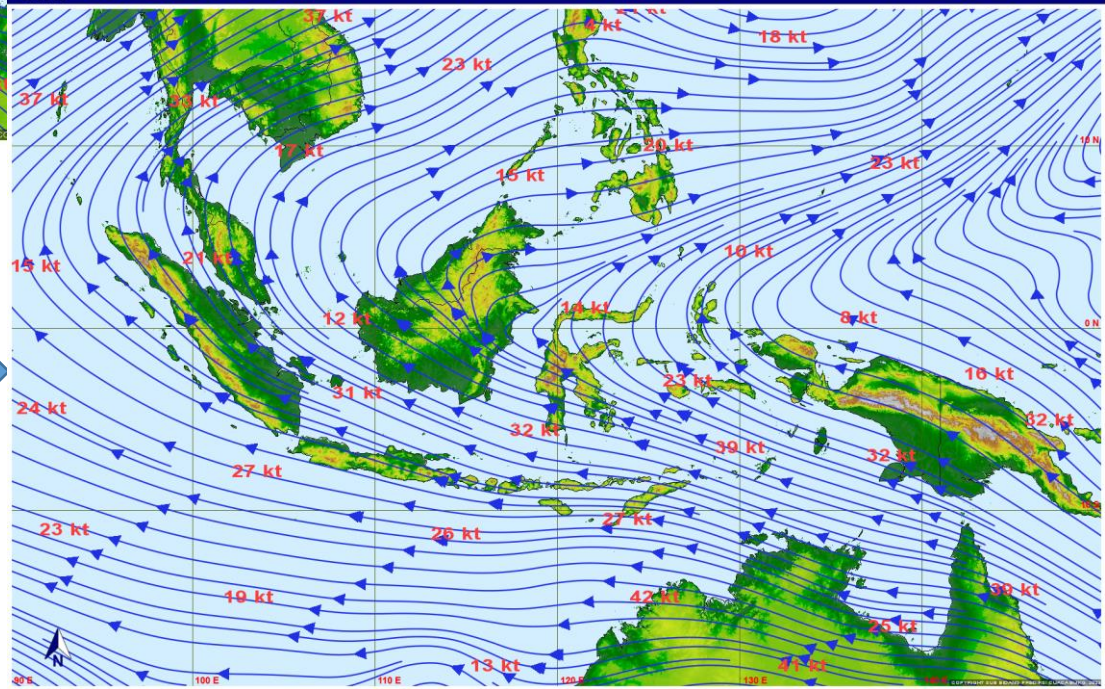 37 kt
4 kt
18 kt
23 kt
37 kt
33 kt
17 kt
20 kt
15 kt
23 kt
10 N
10 kt
21 kt
15 kt
14 kt
12 kt
8 kt
0 N
16 kt
23 kt
31 kt
24 kt
32 kt
32 kt
39 kt
32 kt
27 kt
27 kt
23 kt
26 kt
42 kt
39 kt
19 kt
25 kt
13 kt
41 kt
N
90 E
100 E
110 E
120 E
130 E